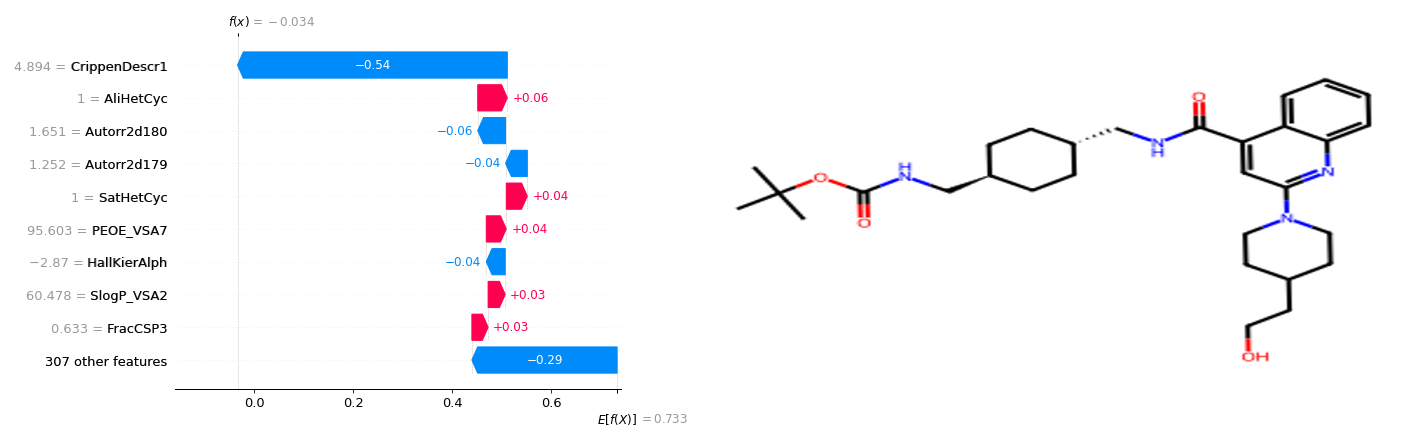 f(x) = −0.034
4.894 = CrippenDescr1
−0.54
1 = AliHetCyc
+0.06
1.651 = Autorr2d180
−0.06
1.252 = Autorr2d179
−0.04
1 = SatHetCyc
+0.04
95.603 = PEOE_VSA7
+0.04
−2.87 = HallKierAlph
−0.04
60.478 = SlogP_VSA2
+0.03
0.633 = FracCSP3
+0.03
307 other features
−0.29
0.0 0.2 0.4 0.6
E[f(X)] = 0.733
O
N
H
N
O
H
N
O
O
N
OH